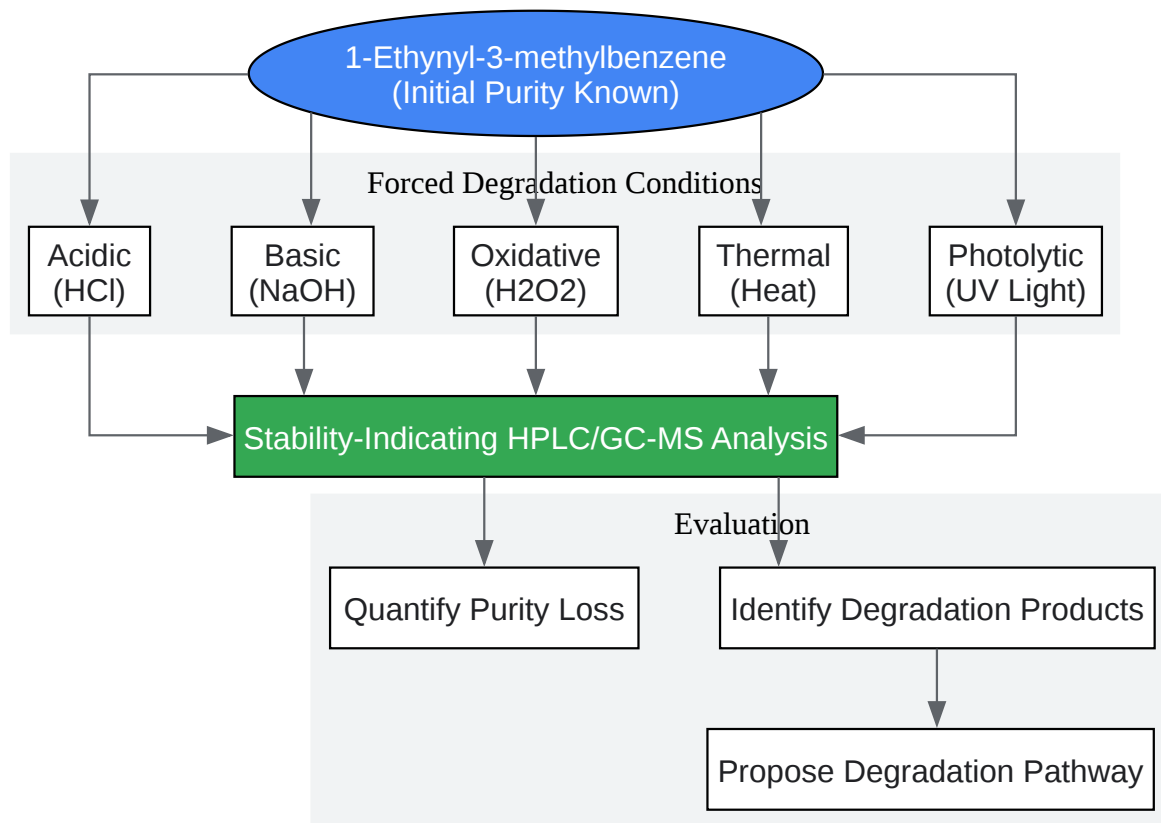 1-Ethynyl-3-methylbenzene
(Initial Purity Known)
Forced Degradation Conditions
Acidic
(HCl)
Basic
(NaOH)
Oxidative
(H2O2)
Thermal
(Heat)
Photolytic
(UV Light)
Stability-Indicating HPLC/GC-MS Analysis
Evaluation
Quantify Purity Loss
Identify Degradation Products
Propose Degradation Pathway